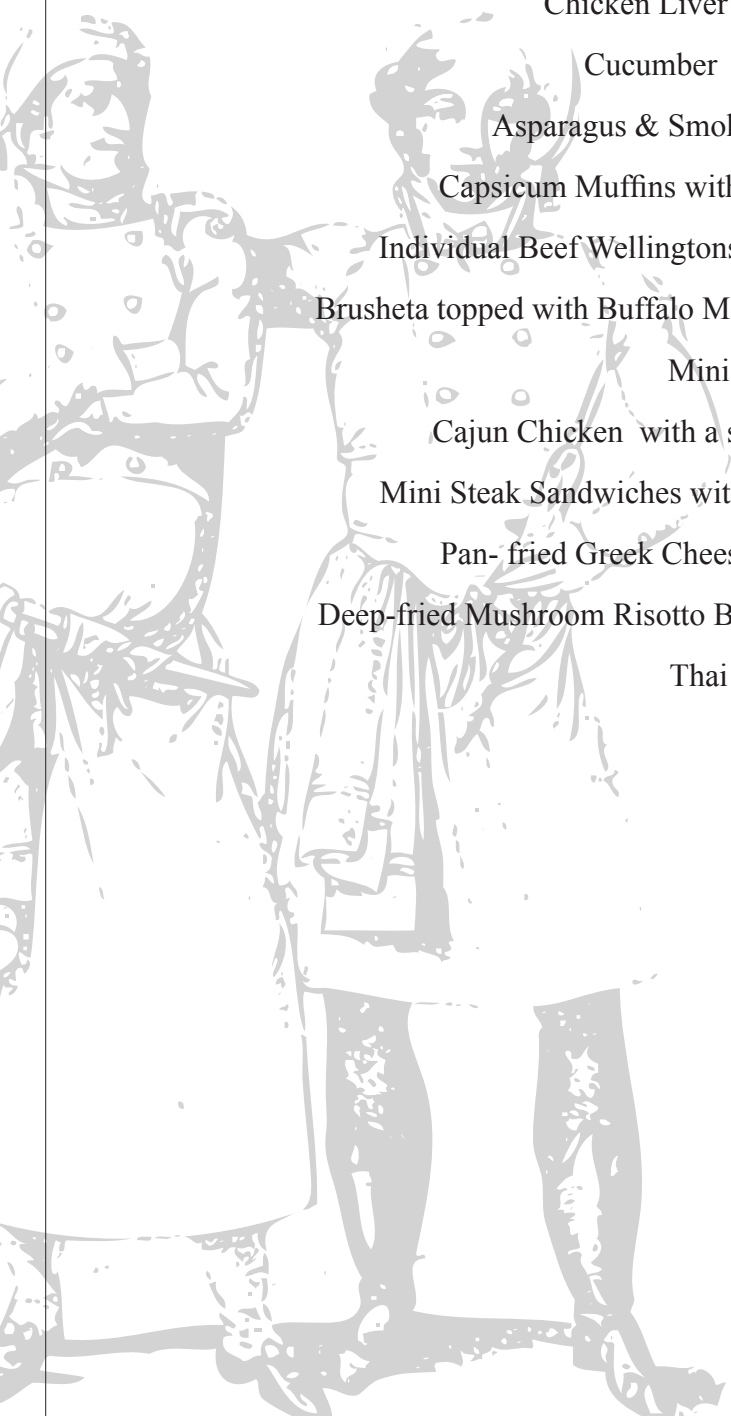 Chicken Liver
Cucumber
Asparagus & Smok
Capsicum Muffins with
Individual Beef Wellingtons
Brusheta topped with Buffalo M
Mini
Cajun Chicken with a s
Mini Steak Sandwiches wit
Pan- fried Greek Chees
Deep-fried Mushroom Risotto B
Thai